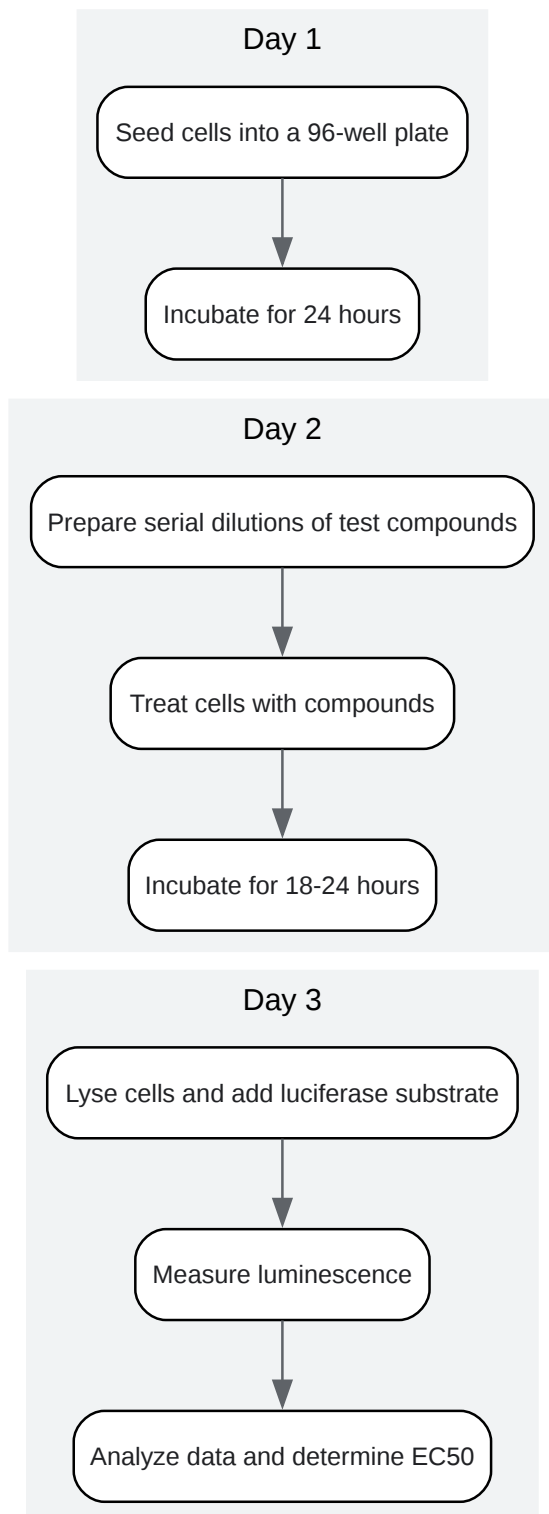 Day 1
Seed cells into a 96-well plate
Incubate for 24 hours
Day 2
Prepare serial dilutions of test compounds
Treat cells with compounds
Incubate for 18-24 hours
Day 3
Lyse cells and add luciferase substrate
Measure luminescence
Analyze data and determine EC50